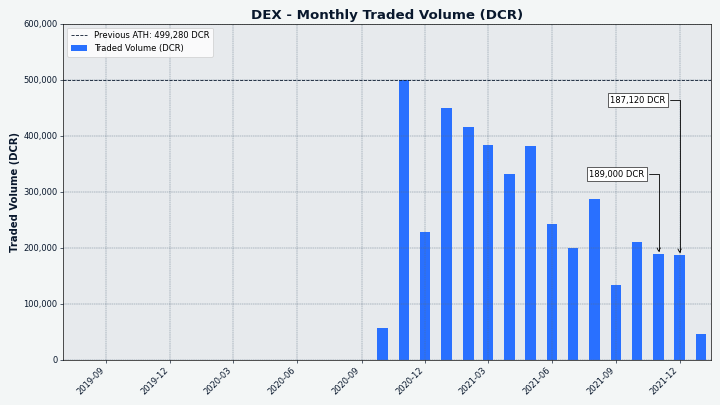 DEX - Monthly Traded Volume (DCR)
600,000
500,000
400,000
300,000
200,000
100,000
0
Traded Volume (DCR)
Previous ATH: 499,280 DCR
Traded Volume (DCR)
187,120 DCR
189,000 DCR
2019-09
2019-12
2020-03
2020-06
2020-09
2020-12
2021-03
2021-06
2021-09
2021-12